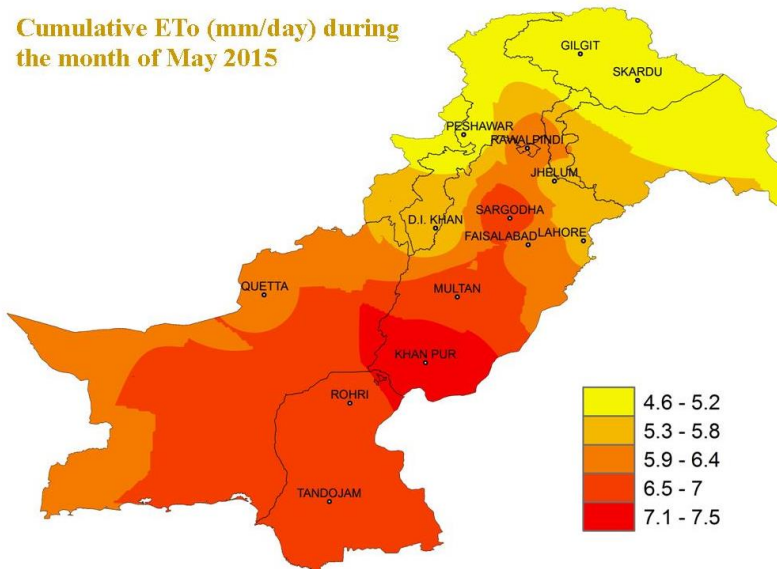 Cumulative ETo (mm/day) during
the month of May 2015
GILGIT
SKARDU
PESHAWAR
RAWALPINDI
JHELUM
SARGODHA
D.I. KHAN
FAISALABAD
LAHORE
QUETTA
MULTAN
KHAN PUR
ROHRI
TANDOJAM
4.6 - 5.2
5.3 - 5.8
5.9 - 6.4
6.5 - 7
7.1 - 7.5